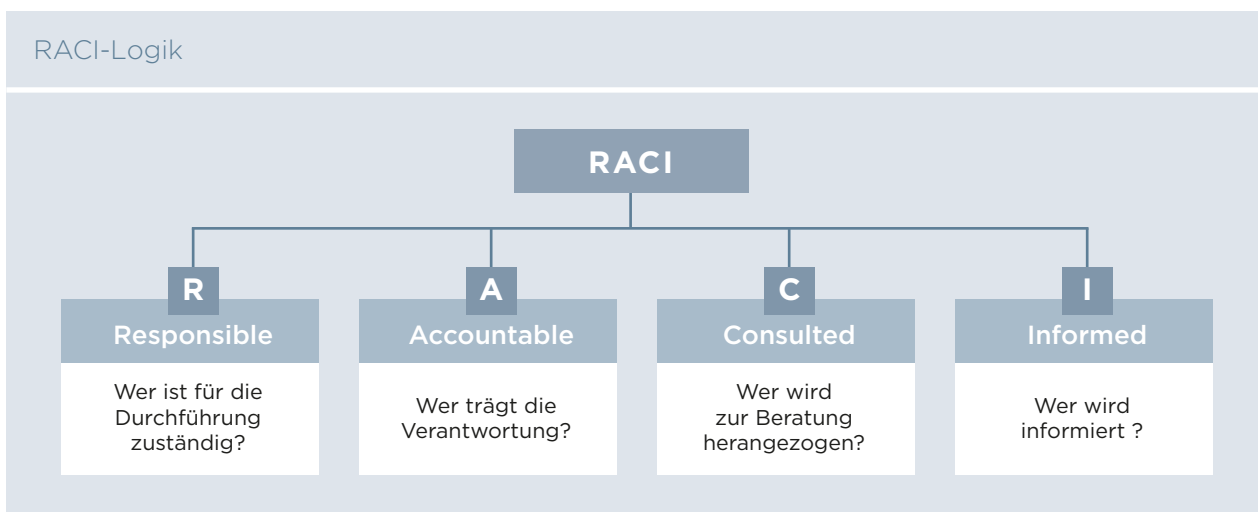 RACI-Logik
RACI
R
Responsible
Wer ist für die
Durchführung
zuständig?
A
Accountable
Wer trägt die
Verantwortung?
C
Consulted
Wer wird
zur Beratung
herangezogen?
I
Informed
Wer wird
informiert ?